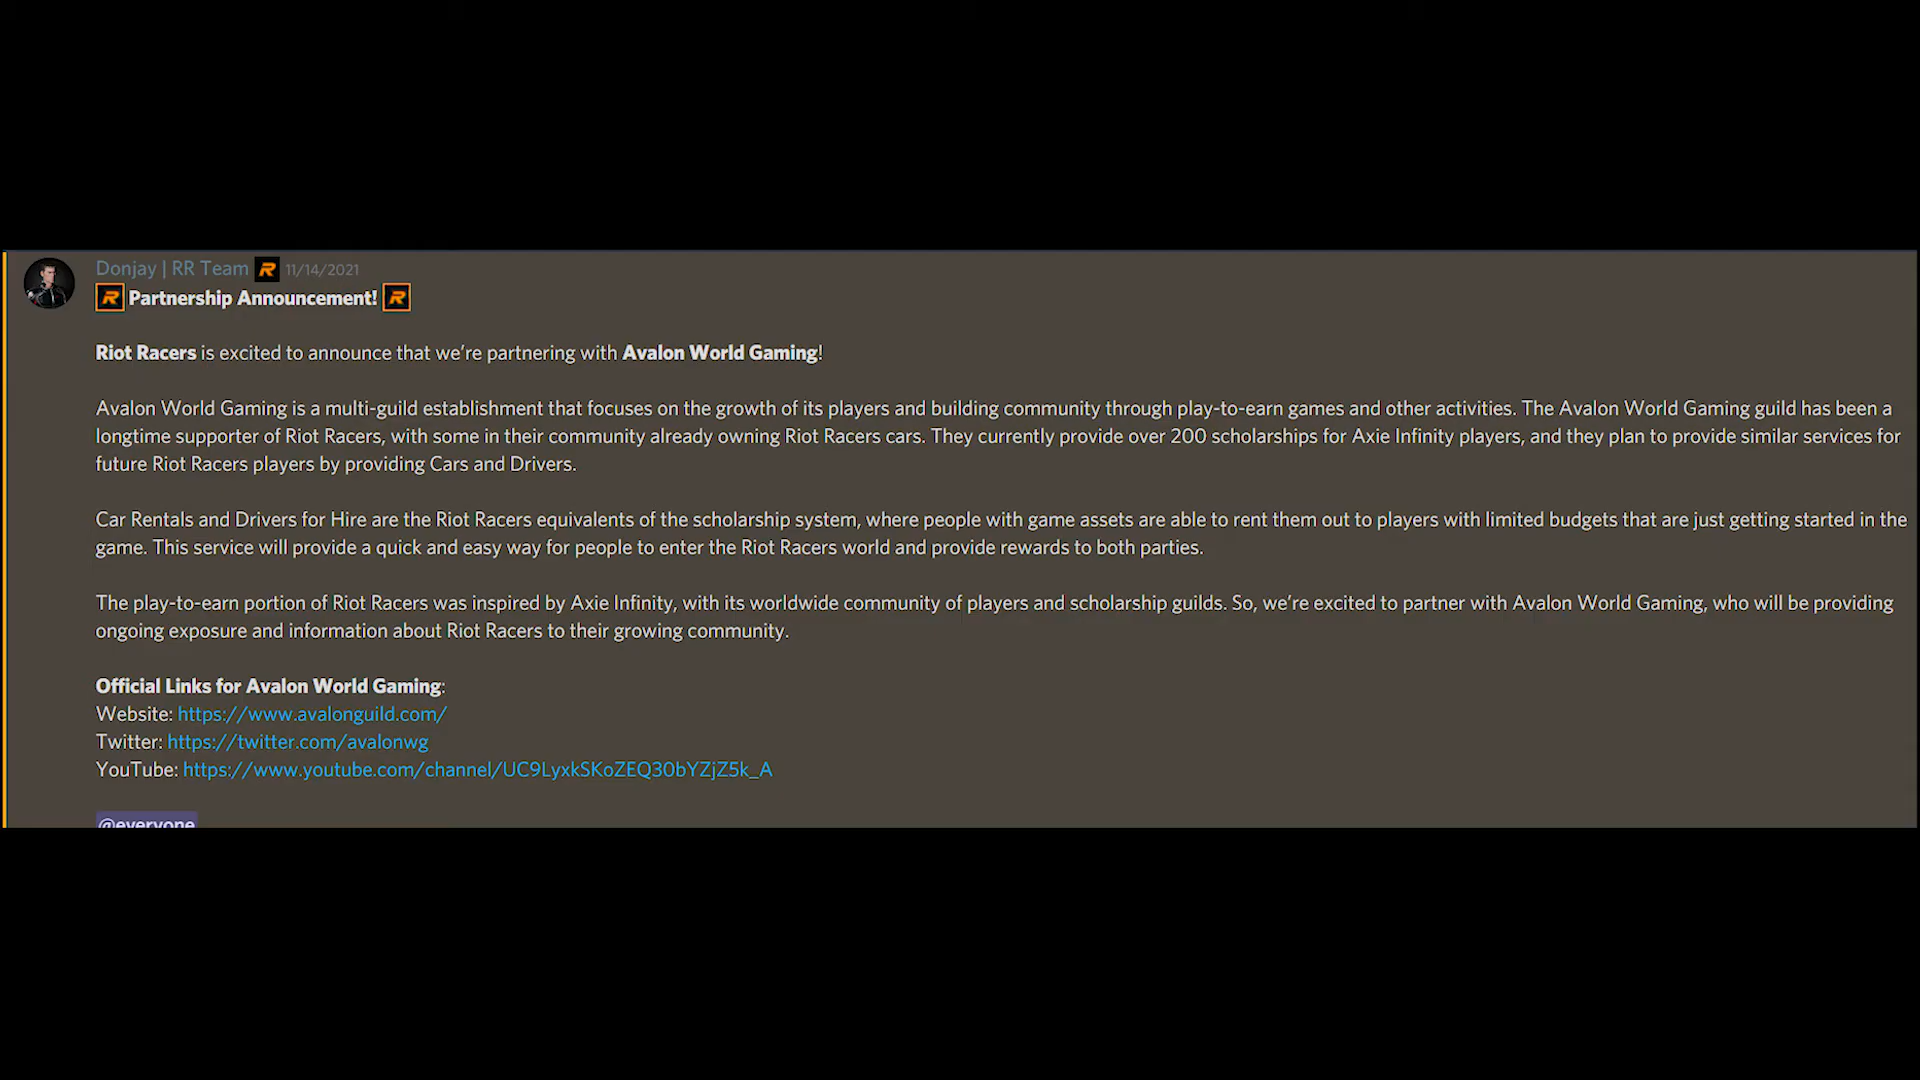 Donjay | RR Team R 11/14/2021
R Partnership Announcement! R
Riot Racers is excited to announce that we're partnering with Avalon World Gaming!
Avalon World Gaming is a multi-guild establishment that focuses on the growth of its players and building community through play-to-earn games and other activities. The Avalon World Gaming guild has been a
longtime supporter of Riot Racers, with some in their community already owning Riot Racers cars. They currently provide over 200 scholarships for Axie Infinity players, and they plan to provide similar services for
future Riot Racers players by providing Cars and Drivers.
Car Rentals and Drivers for Hire are the Riot Racers equivalents of the scholarship system, where people with game assets are able to rent them out to players with limited budgets that are just getting started in the
game. This service will provide a quick and easy way for people to enter the Riot Racers world and provide rewards to both parties.
The play-to-earn portion of Riot Racers was inspired by Axie Infinity, with its worldwide community of players and scholarship guilds. So, we're excited to partner with Avalon World Gaming, who will be providing
ongoing exposure and information about Riot Racers to their growing community.
Official Links for Avalon World Gaming:
Website: https://www.avalonguild.com/
Twitter: https://twitter.com/avalonwg
YouTube: https://www.youtube.com/channel/UC9LyxkSKoZEQ30bYZjZ5k_A
@everyone